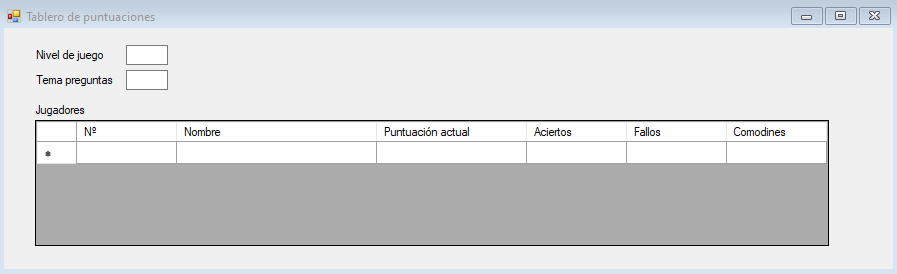 Tablero de puntuaciones
Nivel de juego
Tema preguntas
Jugadores
Nº Nombre Puntuación actual Aciertos Fallos Comodines